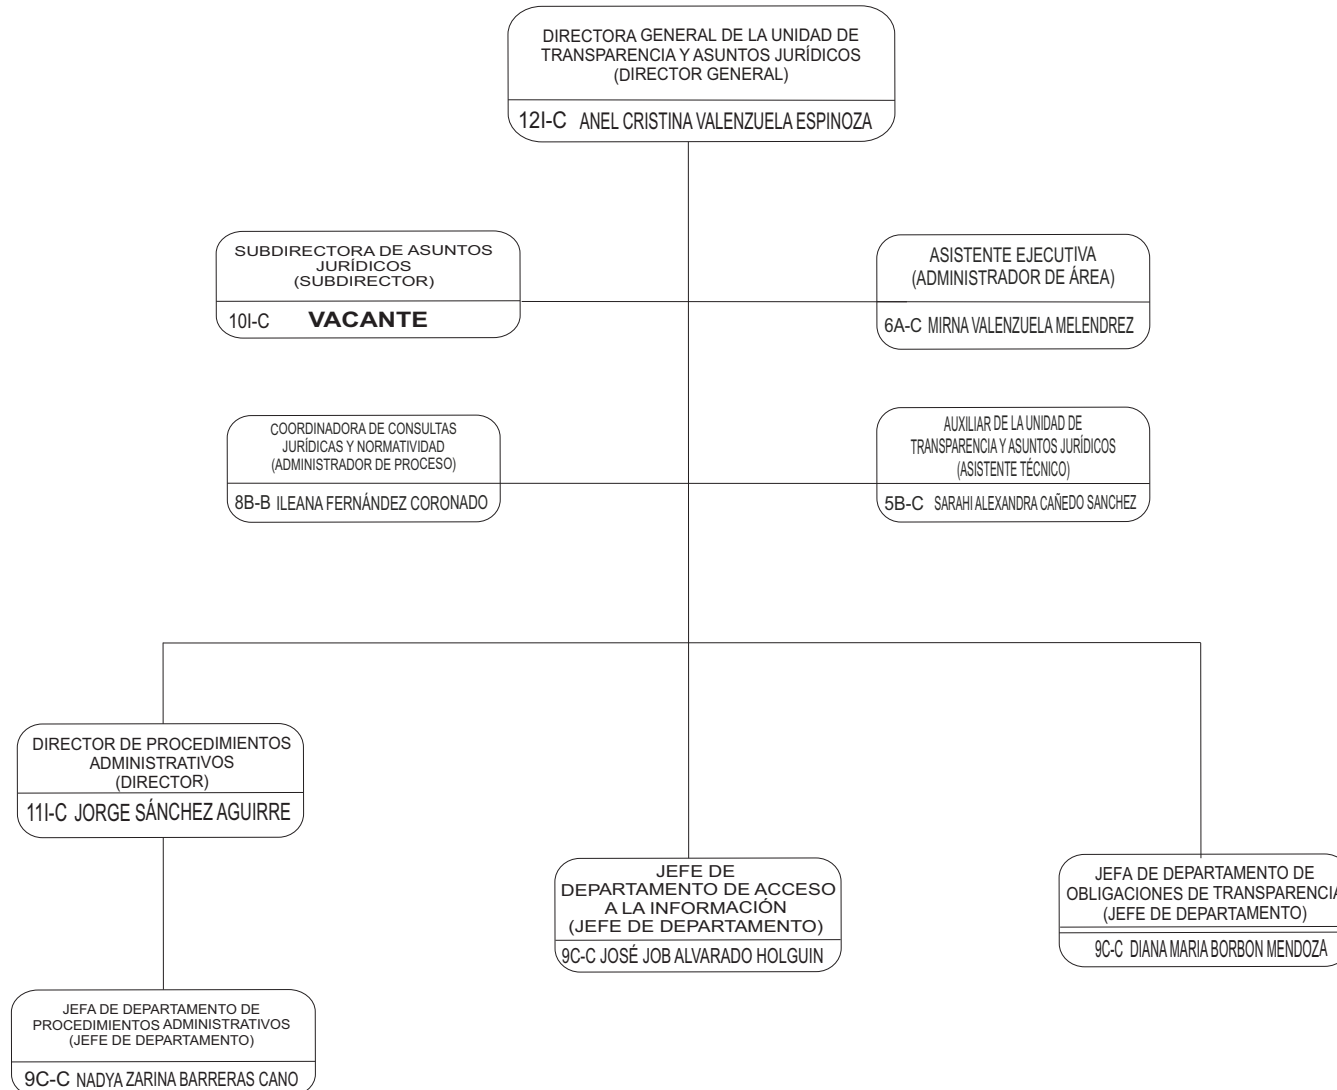 DIRECTORA GENERAL DE LA UNIDAD DE
TRANSPARENCIA Y ASUNTOS JURÍDICOS
(DIRECTOR GENERAL)
12I-C ANEL CRISTINA VALENZUELA ESPINOZA
SUBDIRECTORA DE ASUNTOS
JURÍDICOS
(SUBDIRECTOR)
10I-C VACANTE
ASISTENTE EJECUTIVA
(ADMINISTRADOR DE ÁREA)
6A-C MIRNA VALENZUELA MELENDREZ
COORDINADORA DE CONSULTAS
JURÍDICAS Y NORMATIVIDAD
(ADMINISTRADOR DE PROCESO)
8B-B ILEANA FERNÁNDEZ CORONADO
AUXILIAR DE LA UNIDAD DE
TRANSPARENCIA Y ASUNTOS JURÍDICOS
(ASISTENTE TÉCNICO)
5B-C SARAHI ALEXANDRA CAÑEDO SANCHEZ
DIRECTOR DE PROCEDIMIENTOS
ADMINISTRATIVOS
(DIRECTOR)
11I-C JORGE SÁNCHEZ AGUIRRE
JEFE DE
DEPARTAMENTO DE ACCESO
A LA INFORMACIÓN
(JEFE DE DEPARTAMENTO)
9C-C JOSÉ JOB ALVARADO HOLGUIN
JEFA DE DEPARTAMENTO DE
OBLIGACIONES DE TRANSPARENCIA
(JEFE DE DEPARTAMENTO)
9C-C DIANA MARIA BORBON MENDOZA
JEFA DE DEPARTAMENTO DE
PROCEDIMIENTOS ADMINISTRATIVOS
(JEFE DE DEPARTAMENTO)
9C-C NADYA ZARINA BARRERAS CANO